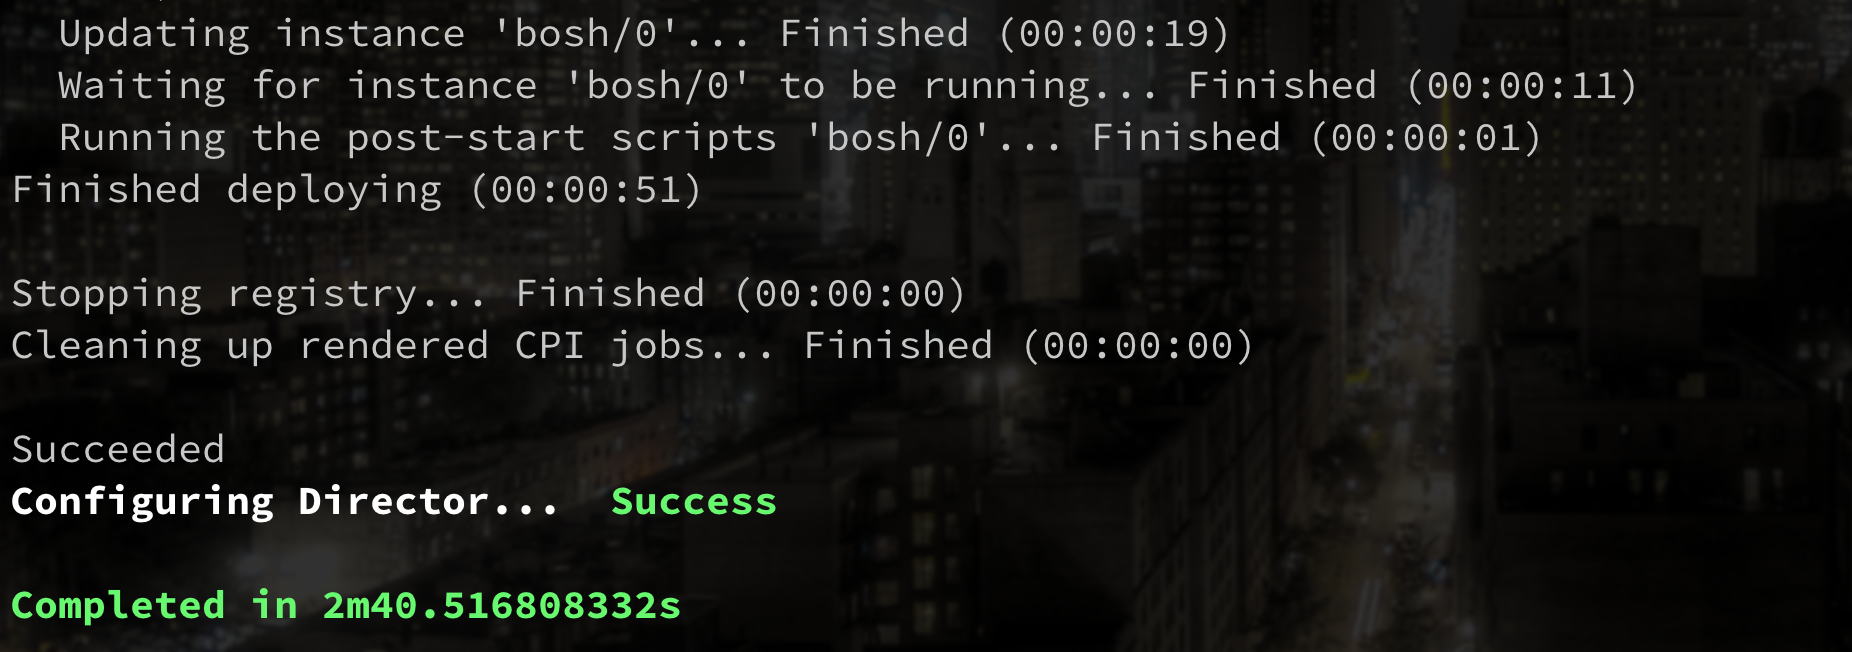 Updating instance 'bosh/0'... Finished (00:00:19)
Waiting for instance 'bosh/0' to be running... Finished (00:00:11)
Running the post-start scripts 'bosh/0'... Finished (00:00:01)
Finished deploying (00:00:51)
Stopping registry... Finished (00:00:00)
Cleaning up rendered CPI jobs... Finished (00:00:00)
Succeeded
Configuring Director... Success
Completed in 2m40.516808332s